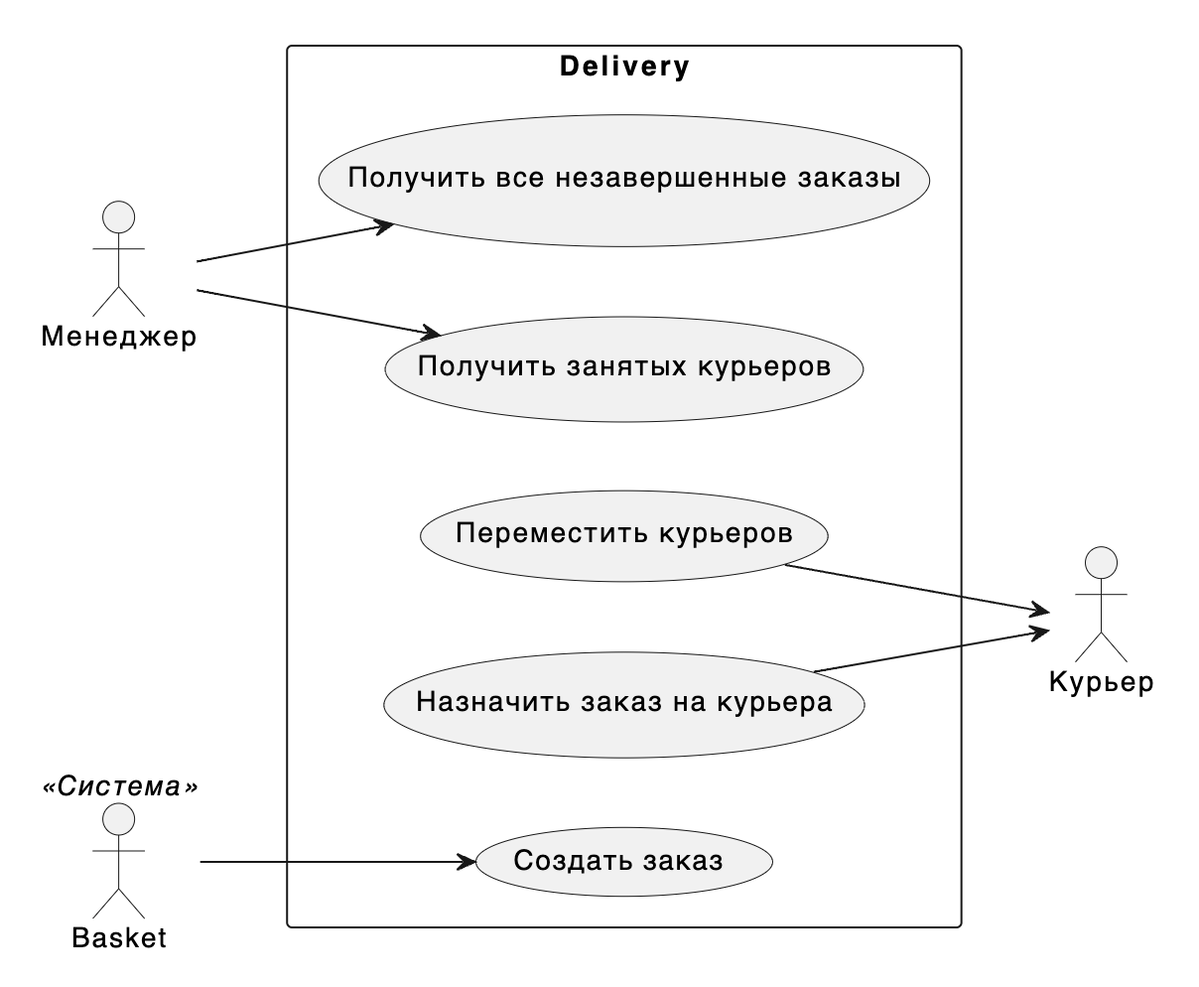 Delivery
Получить все незавершенные заказы
Менеджер
Получить занятых курьеров
Переместить курьеров
Курьер
Назначить заказ на курьера
«Система»
Создать заказ
Basket